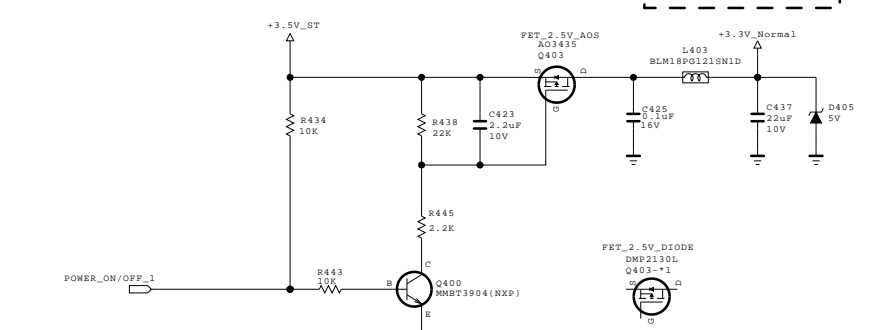 +3.5V_ST
FET_2.5V_AOS
AO3435
Q403
+3.3V_Normal
L403
BLM18PG121SN1D
S
D
G
R434
10K
R438
22K
C423
2.2uF
10V
C425
0.1uF
16V
C437
22uF
10V
D405
5V
R445
2.2K
FET_2.5V_DIODE
DMP2130L
Q403-*1
S
D
G
POWER_ON/OFF_1
R443
10K
B
C
E
Q400
MMBT3904(NXP)